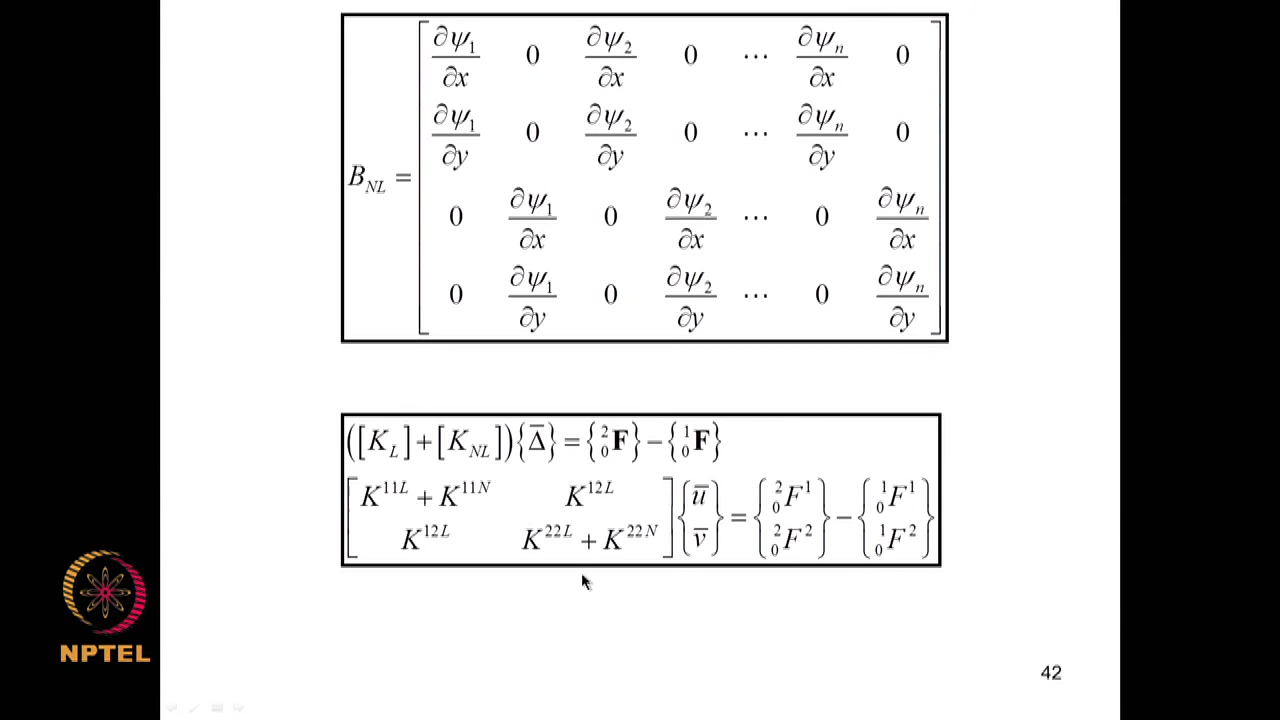 ∂ψ₁/∂x 0 ∂ψ₂/∂x 0 ⋯ ∂ψₙ/∂x 0
∂ψ₁/∂y 0 ∂ψ₂/∂y 0 ⋯ ∂ψₙ/∂y 0
B_NL =
0 ∂ψ₁/∂x 0 ∂ψ₂/∂x ⋯ 0 ∂ψₙ/∂x
0 ∂ψ₁/∂y 0 ∂ψ₂/∂y ⋯ 0 ∂ψₙ/∂y
([K_L]+[K_NL]){Δ̅} = {²₀F} − {¹₀F}
[K^11L + K^11N K^12L] {u̅} = {²₀F¹} − {¹₀F¹}
[K^12L K^22L + K^22N] {v̅} {²₀F²} {¹₀F²}
NPTEL
42